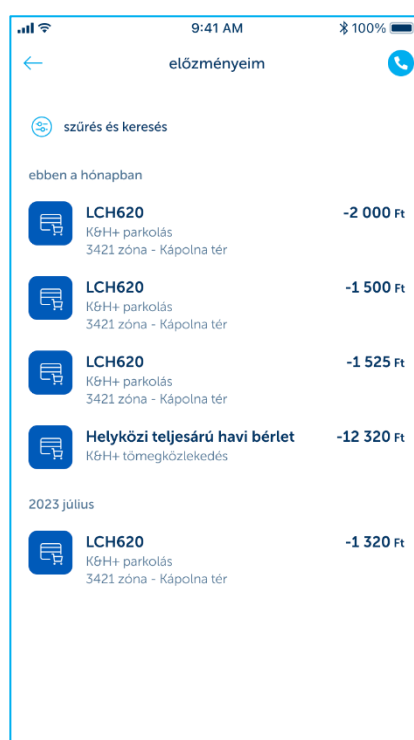 9:41 AM
100%
előzményeim
szűrés és keresés
ebben a hónapban
LCH620 -2 000 Ft
K&H+ parkolás
3421 zóna - Kápolna tér
LCH620 -1 500 Ft
K&H+ parkolás
3421 zóna - Kápolna tér
LCH620 -1 525 Ft
K&H+ parkolás
3421 zóna - Kápolna tér
Helyközi teljesárú havi bérlet -12 320 Ft
K&H+ tömegközlekedés
2023 július
LCH620 -1 320 Ft
K&H+ parkolás
3421 zóna - Kápolna tér